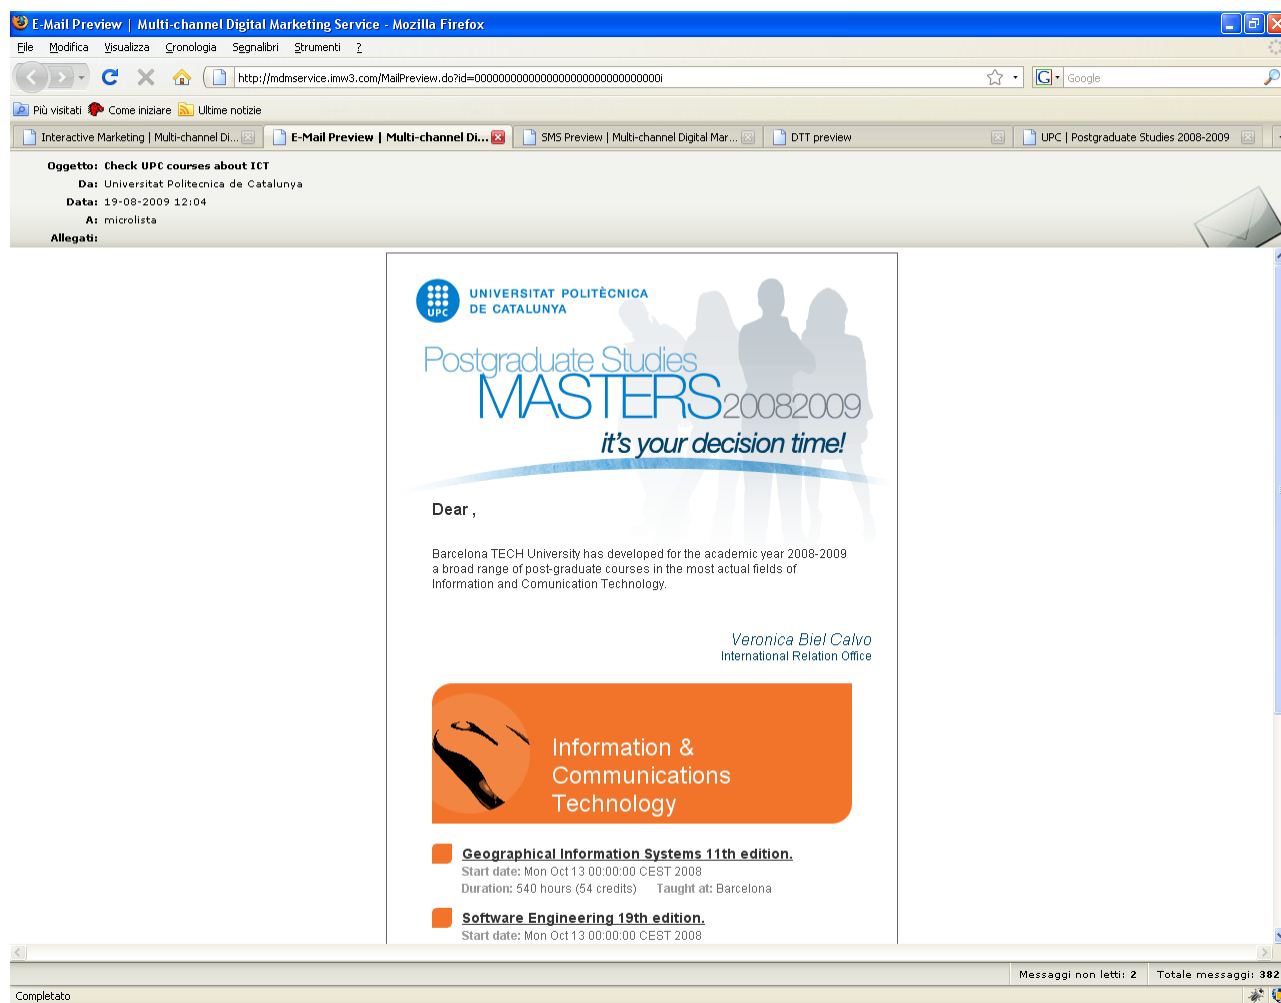 E-Mail Preview | Multi-channel Digital Marketing Service - Mozilla Firefox
File Modifica Visualizza Cronologia Segnalibri Strumenti ?
http://mdmservice.imw3.com/MailPreview.do?id=00000000000000000000000000000000i
G Google
Più visitati Come iniziare Ultime notizie
Interactive Marketing | Multi-channel Di... E-Mail Preview | Multi-channel Di... SMS Preview | Multi-channel Digital Mar... DTT preview UPC | Postgraduate Studies 2008-2009
Oggetto: Check UPC courses about ICT
Da: Universitat Politecnica de Catalunya
Data: 19-08-2009 12:04
A: microlista
Allegati:
UNIVERSITAT POLITÈCNICA
DE CATALUNYA
UPC
Postgraduate Studies
MASTERS20082009
it's your decision time!
Dear ,
Barcelona TECH University has developed for the academic year 2008-2009
a broad range of post-graduate courses in the most actual fields of
Information and Comunication Technology.
Veronica Biel Calvo
International Relation Office
Information &
Communications
Technology
Geographical Information Systems 11th edition.
Start date: Mon Oct 13 00:00:00 CEST 2008
Duration: 540 hours (54 credits) Taught at: Barcelona
Software Engineering 19th edition.
Start date: Mon Oct 13 00:00:00 CEST 2008
Messaggi non letti: 2 Totale messaggi: 382
Completato